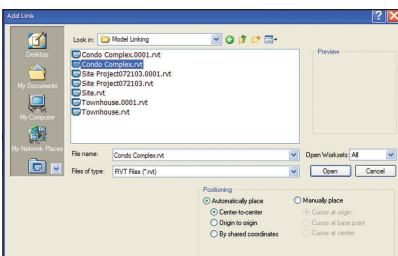 Add Link
Look in: Model Linking
Desktop
My Documents
My Computer
My Network Places
Condo Complex.0001.rvt
Condo Complex.rvt
Site Project072103.0001.rvt
Site Project072103.rvt
Site.rvt
Townhouse.0001.rvt
Townhouse.rvt
Preview
File name: Condo Complex.rvt
Open Worksets: All
Files of type: RVT Files (*.rvt)
Open Cancel
Positioning
Automatically place
Center-to-center
Origin to origin
By shared coordinates
Manually place
Cursor at origin
Cursor at base point
Cursor at center